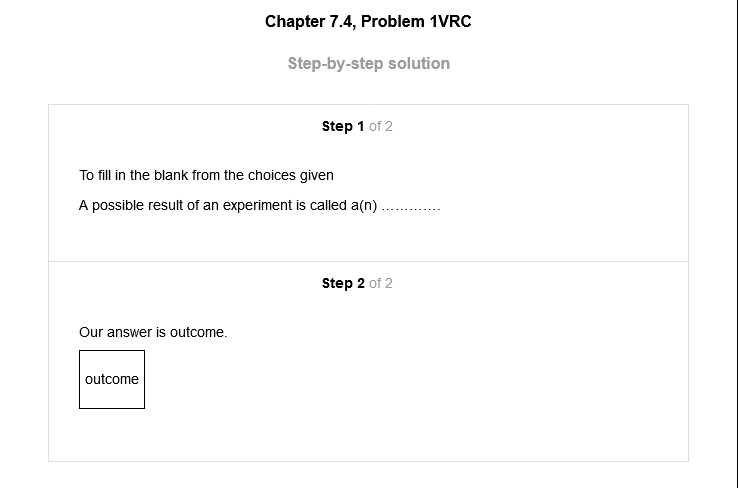 Chapter 7.4, Problem 1VRC
Step-by-step solution
Step 1 of 2
To fill in the blank from the choices given
A possible result of an experiment is called a(n) ………….
Step 2 of 2
Our answer is outcome.
outcome